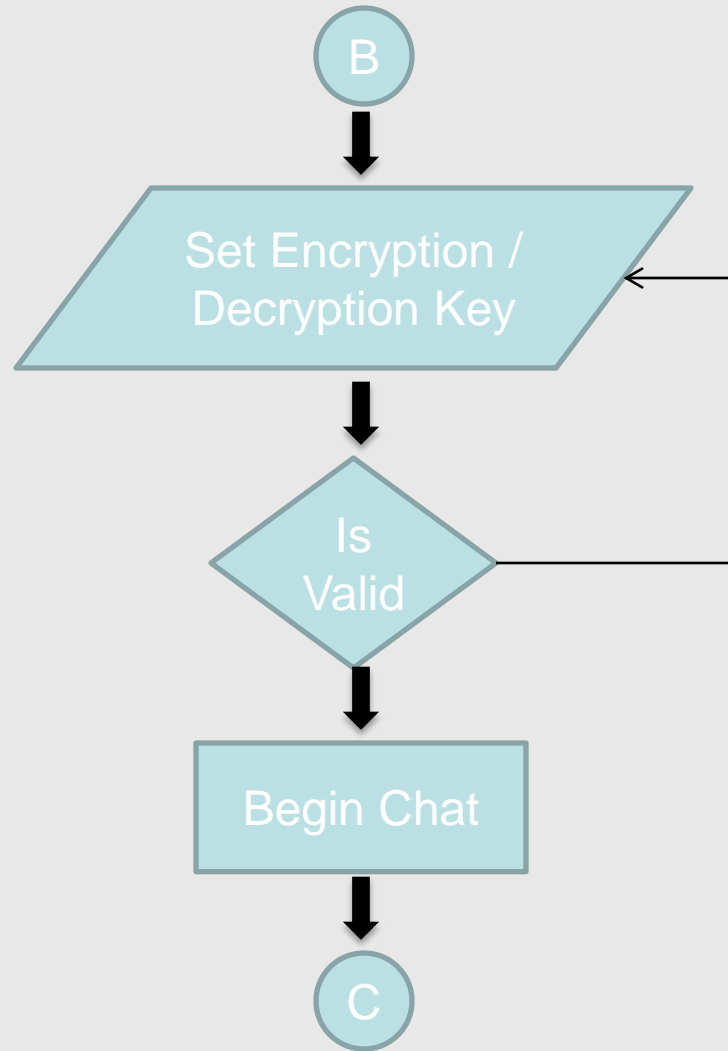 B
Set Encryption /
Decryption Key
Is
Valid
Begin Chat
C